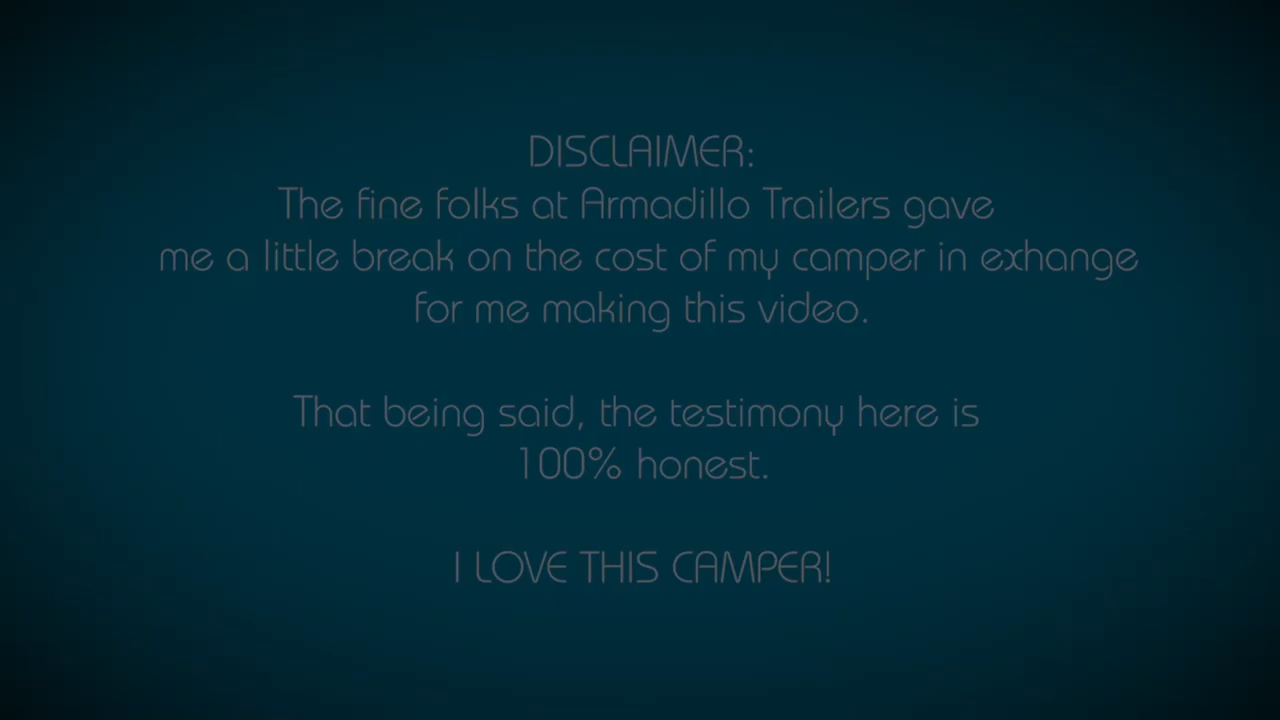 DISCLAIMER:
The fine folks at Armadillo Trailers gave
me a little break on the cost of my camper in exhange
for me making this video.
That being said, the testimony here is
100% honest.
I LOVE THIS CAMPER!